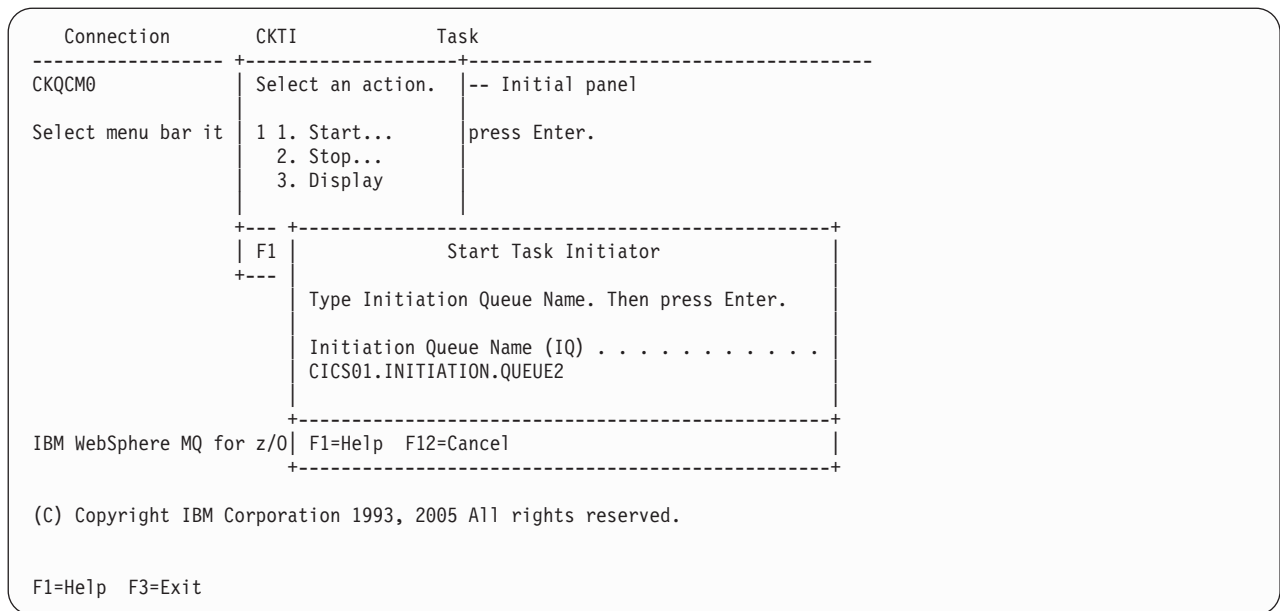 Connection        CKTI             Task
------------------ +--------------------+--------------------------------------
CKQCM0             | Select an action.  |-- Initial panel
                   |                    |
Select menu bar it | 1 1. Start...      |press Enter.
                   |   2. Stop...       |
                   |   3. Display       |
                   |                    |
                   +--- +--------------------------------------------------+
                   | F1 |              Start Task Initiator                |
                   +--- |                                                  |
                        | Type Initiation Queue Name. Then press Enter.    |
                        |                                                  |
                        | Initiation Queue Name (IQ) . . . . . . . . . . . |
                        | CICS01.INITIATION.QUEUE2                         |
                        |                                                  |
                        +--------------------------------------------------+
IBM WebSphere MQ for z/O| F1=Help  F12=Cancel                              |
                        +--------------------------------------------------+
(C) Copyright IBM Corporation 1993, 2005 All rights reserved.
F1=Help  F3=Exit